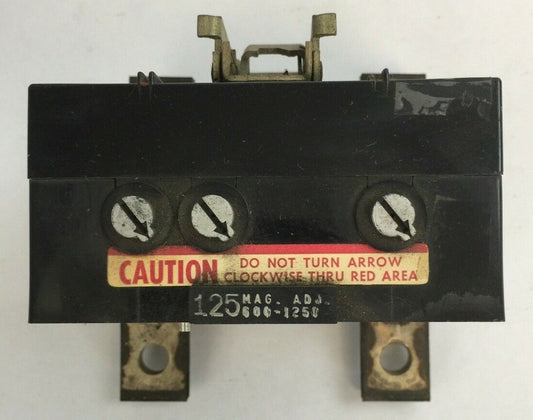 CAUTION DO NOT TURN ARROW
CLOCKWISE THRU RED AREA
125 MAG. ADJ.
600-1250